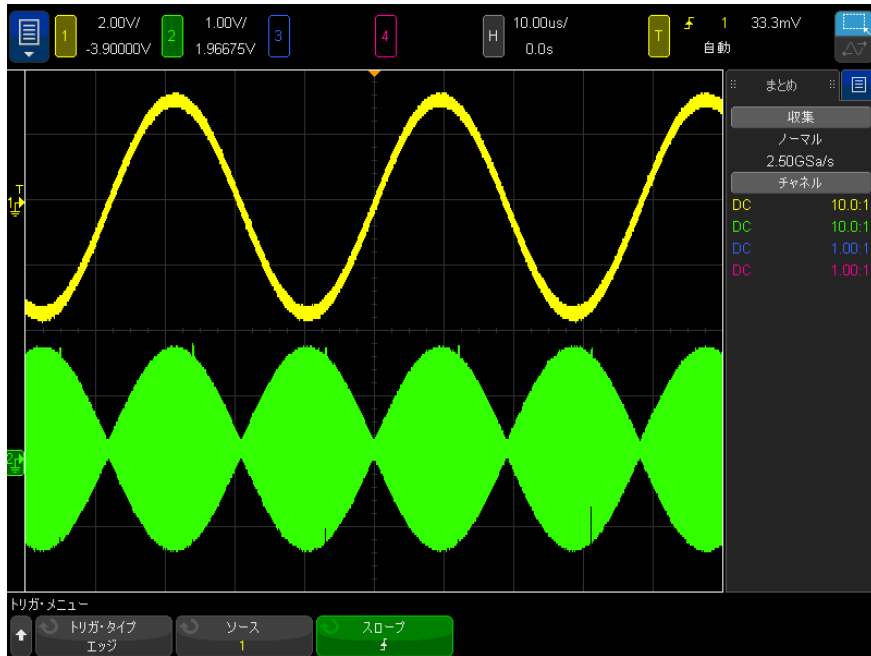 1 2.00V/ -3.90000V
2 1.00V/ 1.96675V
3
4
H 10.00us/ 0.0s
T 1 33.3mV
自動
まとめ
収集
ノーマル
2.50GSa/s
チャネル
DC 10.0:1
DC 10.0:1
DC 1.00:1
DC 1.00:1
T
1
2
トリガ・メニュー
トリガ・タイプ
エッジ
ソース
1
スロープ